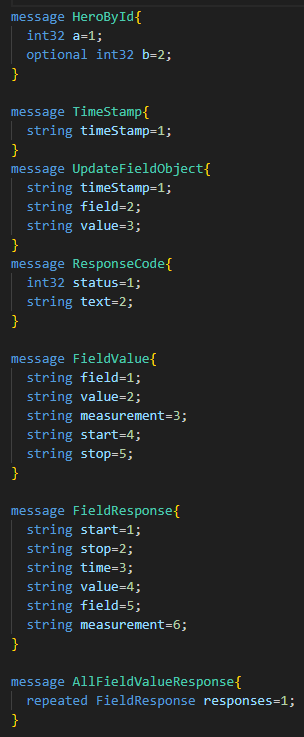 message HeroById{
int32 a=1;
optional int32 b=2;
}
message TimeStamp{
string timeStamp=1;
}
message UpdateFieldObject{
string timeStamp=1;
string field=2;
string value=3;
}
message ResponseCode{
int32 status=1;
string text=2;
}
message FieldValue{
string field=1;
string value=2;
string measurement=3;
string start=4;
string stop=5;
}
message FieldResponse{
string start=1;
string stop=2;
string time=3;
string value=4;
string field=5;
string measurement=6;
}
message AllFieldValueResponse{
repeated FieldResponse responses=1;
}